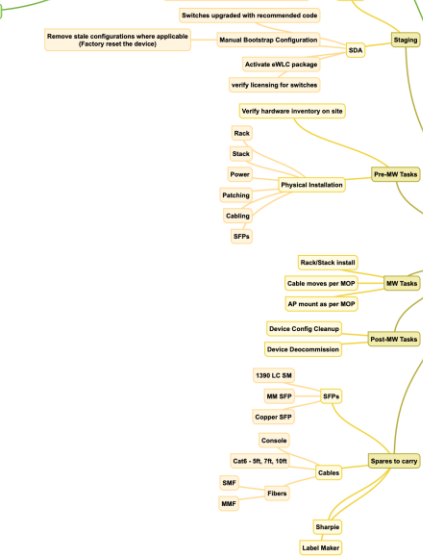 Switches upgraded with recommended code
Remove stale configurations where applicable
(Factory reset the device)
Manual Bootstrap Configuration
Staging
SDA
Activate eWLC package
verify licensing for switches
Verify hardware inventory on site
Rack
Stack
Power
Pre-MW Tasks
Physical Installation
Patching
Cabling
SFPs
Rack/Stack install
Cable moves per MOP
MW Tasks
AP mount as per MOP
Device Config Cleanup
Post-MW Tasks
Device Deocommission
1390 LC SM
MM SFP
SFPs
Copper SFP
Console
Cat6 - 5ft, 7ft, 10ft
Spares to carry
Cables
SMF
Fibers
MMF
Sharpie
Label Maker